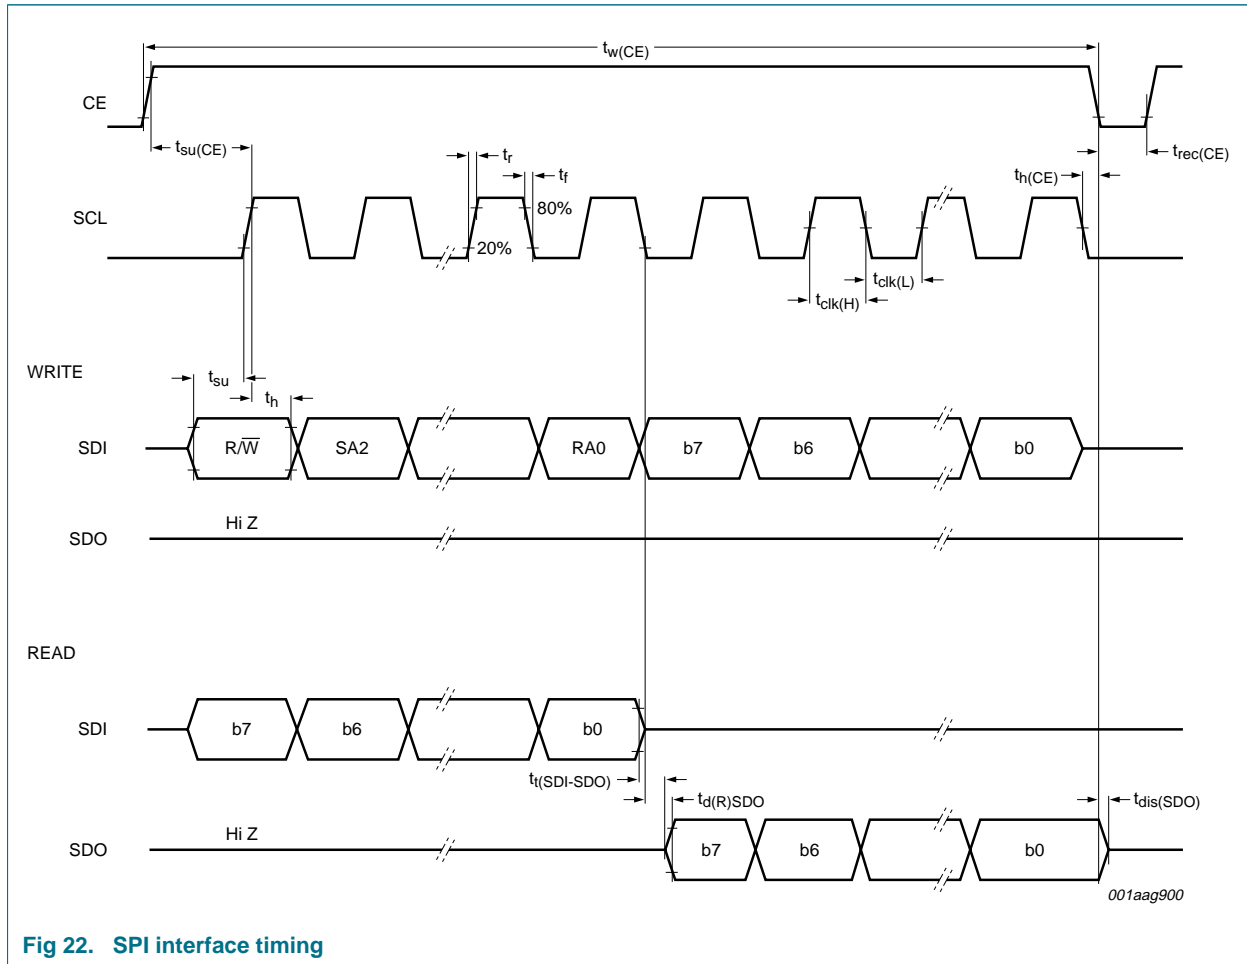 tw(CE)
CE
tsu(CE)
tr
trec(CE)
tf
th(CE)
SCL
80%
20%
tclk(L)
tclk(H)
WRITE
tsu
th
SDI R/W̅ SA2 RA0 b7 b6 b0
Hi Z
SDO
READ
SDI b7 b6 b0
tt(SDI-SDO)
td(R)SDO
tdis(SDO)
Hi Z
SDO b7 b6 b0
001aag900
Fig 22. SPI interface timing